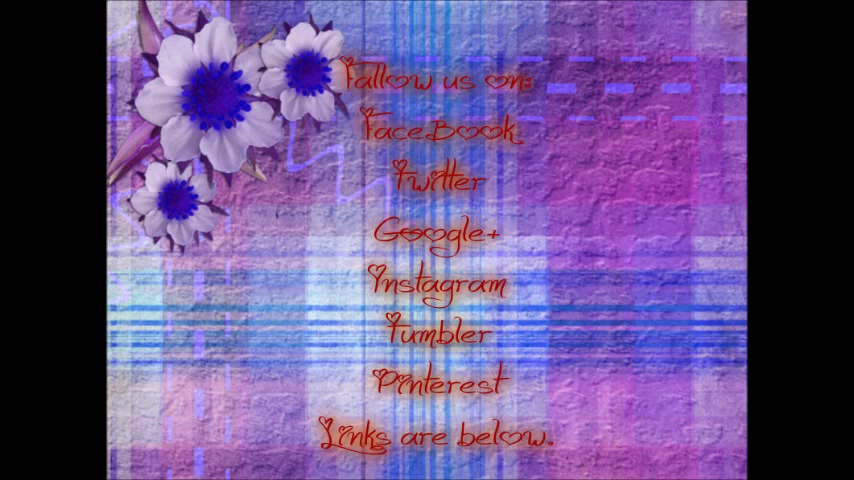 Follow us on:
FaceBook
Twitter
Google+
Instagram
Tumbler
Pinterest
Links are below.